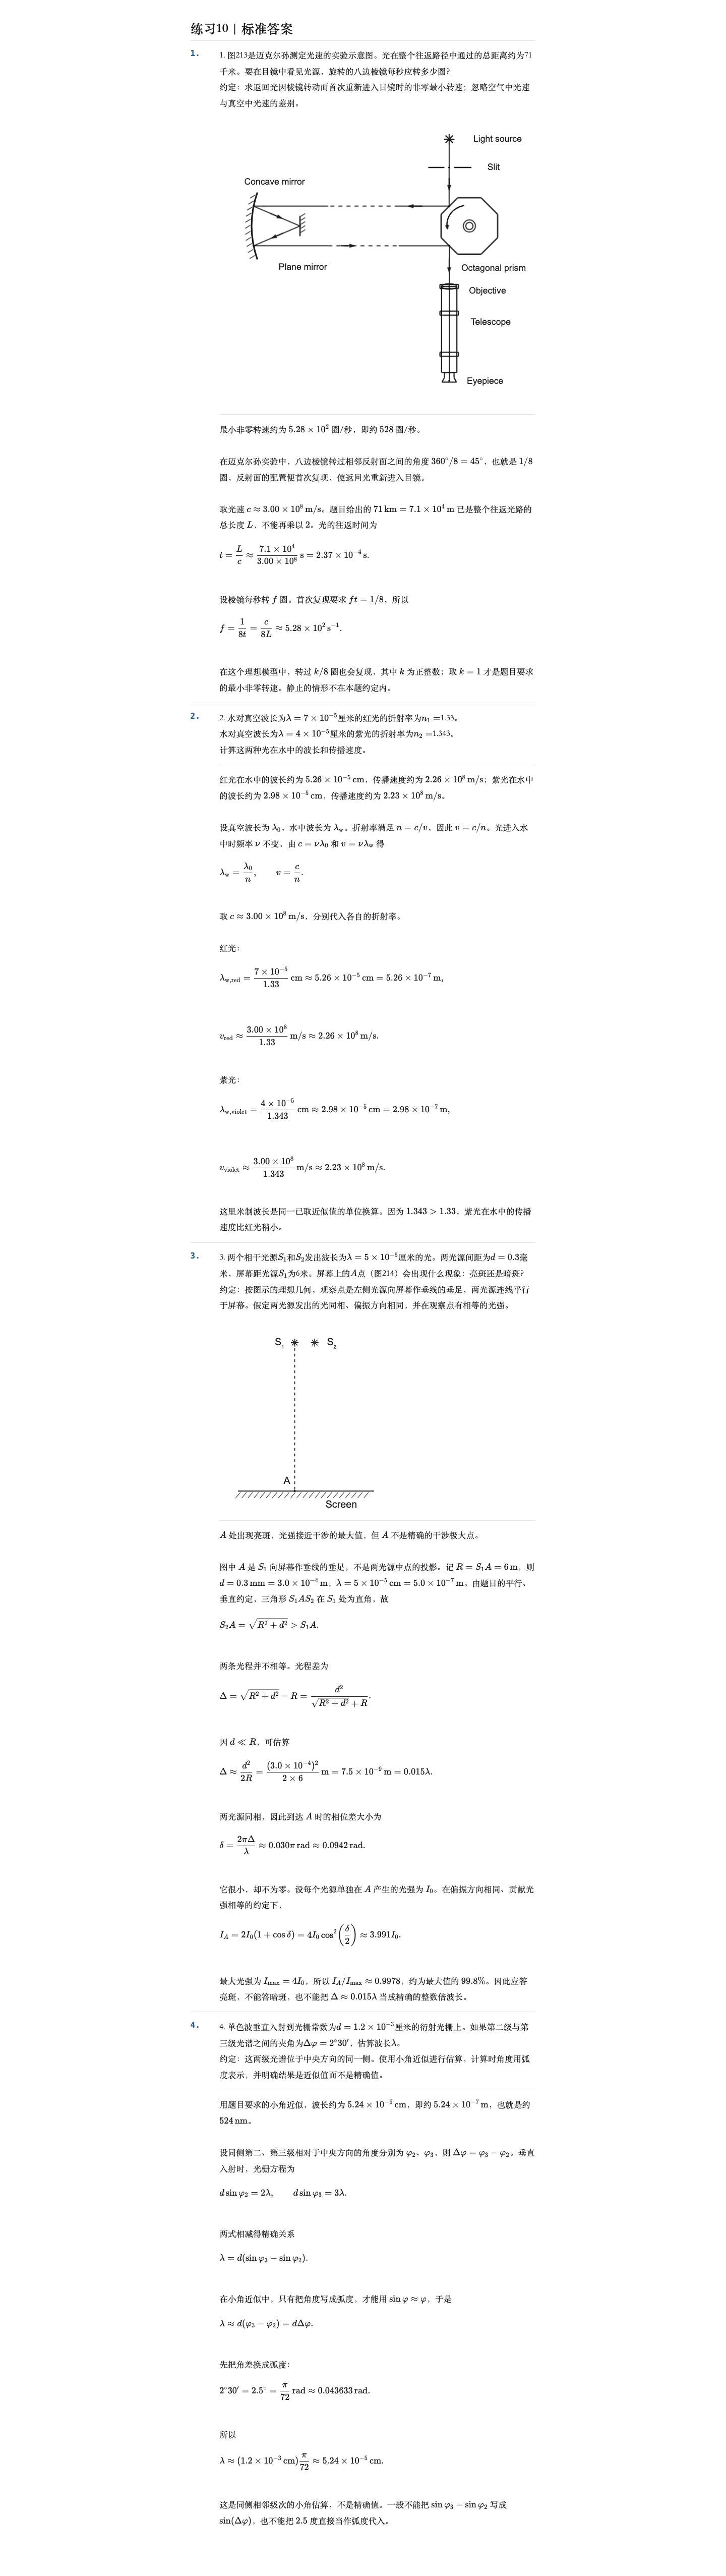 练习10｜标准答案
1.
1. 图213是迈克尔孙测定光速的实验示意图。光在整个往返路径中通过的总距离约为71
千米。要在目镜中看见光源，旋转的八边棱镜每秒应转多少圈?
约定：求返回光因棱镜转动而首次重新进入目镜时的非零最小转速；忽略空气中光速
与真空中光速的差别。
Light source
Slit
Concave mirror
Plane mirror
Octagonal prism
Objective
Telescope
Eyepiece
最小非零转速约为 5.28 × 10² 圈/秒，即约 528 圈/秒。
在迈克尔孙实验中，八边棱镜转过相邻反射面之间的角度 360°/8 = 45°，也就是 1/8
圈，反射面的配置便首次复现，使返回光重新进入目镜。
取光速 c ≈ 3.00 × 10⁸ m/s。题目给出的 71 km = 7.1 × 10⁴ m 已是整个往返光路的
总长度 L，不能再乘以 2。光的往返时间为
t = L/c ≈ 7.1 × 10⁴/3.00 × 10⁸ s = 2.37 × 10⁻⁴ s.
设棱镜每秒转 f 圈。首次复现要求 ft = 1/8，所以
f = 1/8t = c/8L ≈ 5.28 × 10² s⁻¹.
在这个理想模型中，转过 k/8 圈也会复现，其中 k 为正整数；取 k = 1 才是题目要求
的最小非零转速。静止的情形不在本题约定内。
2.
2. 水对真空波长为λ = 7 × 10⁻⁵厘米的红光的折射率为n₁ =1.33。
水对真空波长为λ = 4 × 10⁻⁵厘米的紫光的折射率为n₂ =1.343。
计算这两种光在水中的波长和传播速度。
红光在水中的波长约为 5.26 × 10⁻⁵ cm，传播速度约为 2.26 × 10⁸ m/s；紫光在水中
的波长约为 2.98 × 10⁻⁵ cm，传播速度约为 2.23 × 10⁸ m/s。
设真空波长为 λ₀，水中波长为 λ_w。折射率满足 n = c/v，因此 v = c/n。光进入水
中时频率 ν 不变，由 c = νλ₀ 和 v = νλ_w 得
λ_w = λ₀/n,  v = c/n.
取 c ≈ 3.00 × 10⁸ m/s，分别代入各自的折射率。
红光：
λ_w,red = 7 × 10⁻⁵/1.33 cm ≈ 5.26 × 10⁻⁵ cm = 5.26 × 10⁻⁷ m,
v_red ≈ 3.00 × 10⁸/1.33 m/s ≈ 2.26 × 10⁸ m/s.
紫光：
λ_w,violet = 4 × 10⁻⁵/1.343 cm ≈ 2.98 × 10⁻⁵ cm = 2.98 × 10⁻⁷ m,
v_violet ≈ 3.00 × 10⁸/1.343 m/s ≈ 2.23 × 10⁸ m/s.
这里米制波长是同一已取近似值的单位换算。因为 1.343 > 1.33，紫光在水中的传播
速度比红光稍小。
3.
3. 两个相干光源S₁和S₂发出波长为λ = 5 × 10⁻⁵厘米的光。两光源间距为d = 0.3毫
米，屏幕距光源S₁为6米。屏幕上的A点（图214）会出现什么现象：亮斑还是暗斑?
约定：按图示的理想几何，观察点是左侧光源向屏幕作垂线的垂足，两光源连线平行
于屏幕。假定两光源发出的光同相、偏振方向相同，并在观察点有相等的光强。
S₁ S₂
A
Screen
A 处出现亮斑，光强接近干涉的最大值，但 A 不是精确的干涉极大点。
图中 A 是 S₁ 向屏幕作垂线的垂足，不是两光源中点的投影。记 R = S₁A = 6 m，则
d = 0.3 mm = 3.0 × 10⁻⁴ m，λ = 5 × 10⁻⁵ cm = 5.0 × 10⁻⁷ m。由题目的平行、
垂直约定，三角形 S₁AS₂ 在 S₁ 处为直角，故
S₂A = √(R² + d²) > S₁A.
两条光程并不相等。光程差为
Δ = √(R² + d²) − R = d²/(√(R² + d²) + R).
因 d ≪ R，可估算
Δ ≈ d²/2R = (3.0 × 10⁻⁴)²/2 × 6 m = 7.5 × 10⁻⁹ m = 0.015λ.
两光源同相，因此到达 A 时的相位差大小为
δ = 2πΔ/λ ≈ 0.030π rad ≈ 0.0942 rad.
它很小，却不为零。设每个光源单独在 A 产生的光强为 I₀。在偏振方向相同、贡献光
强相等的约定下，
I_A = 2I₀(1 + cos δ) = 4I₀ cos²(δ/2) ≈ 3.991I₀.
最大光强为 I_max = 4I₀，所以 I_A/I_max ≈ 0.9978，约为最大值的 99.8%。因此应答
亮斑，不能答暗斑，也不能把 Δ ≈ 0.015λ 当成精确的整数倍波长。
4.
4. 单色波垂直入射到光栅常数为d = 1.2 × 10⁻³厘米的衍射光栅上。如果第二级与第
三级光谱之间的夹角为Δφ = 2°30′，估算波长λ。
约定：这两级光谱位于中央方向的同一侧。使用小角近似进行估算，计算时角度用弧
度表示，并明确结果是近似值而不是精确值。
用题目要求的小角近似，波长约为 5.24 × 10⁻⁵ cm，即约 5.24 × 10⁻⁷ m，也就是约
524 nm。
设同侧第二、第三级相对于中央方向的角度分别为 φ₂、φ₃，则 Δφ = φ₃ − φ₂。垂直
入射时，光栅方程为
d sin φ₂ = 2λ,  d sin φ₃ = 3λ.
两式相减得精确关系
λ = d(sin φ₃ − sin φ₂).
在小角近似中，只有把角度写成弧度，才能用 sin φ ≈ φ，于是
λ ≈ d(φ₃ − φ₂) = dΔφ.
先把角差换成弧度：
2°30′ = 2.5° = π/72 rad ≈ 0.043633 rad.
所以
λ ≈ (1.2 × 10⁻³ cm)π/72 ≈ 5.24 × 10⁻⁵ cm.
这是同侧相邻级次的小角估算，不是精确值。一般不能把 sin φ₃ − sin φ₂ 写成
sin(Δφ)，也不能把 2.5 度直接当作弧度代入。